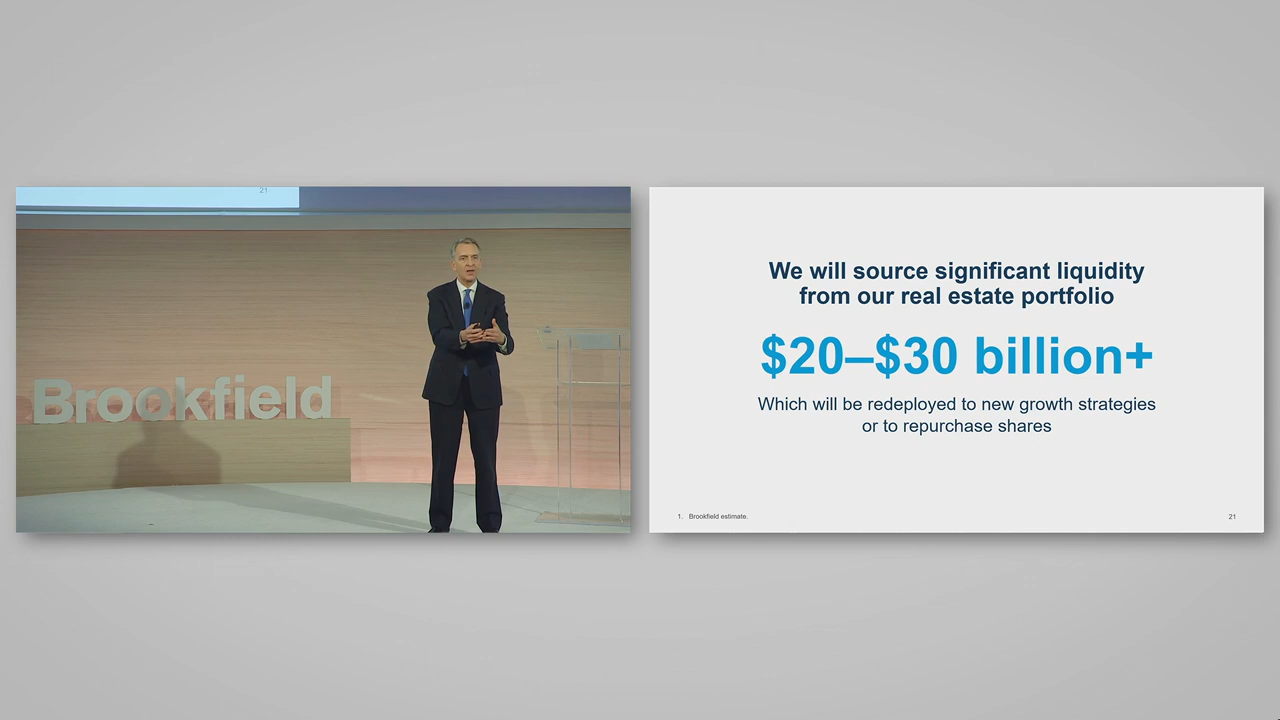 21
Brookfield
We will source significant liquidity
from our real estate portfolio
$20–$30 billion+
Which will be redeployed to new growth strategies
or to repurchase shares
1. Brookfield estimate.
21